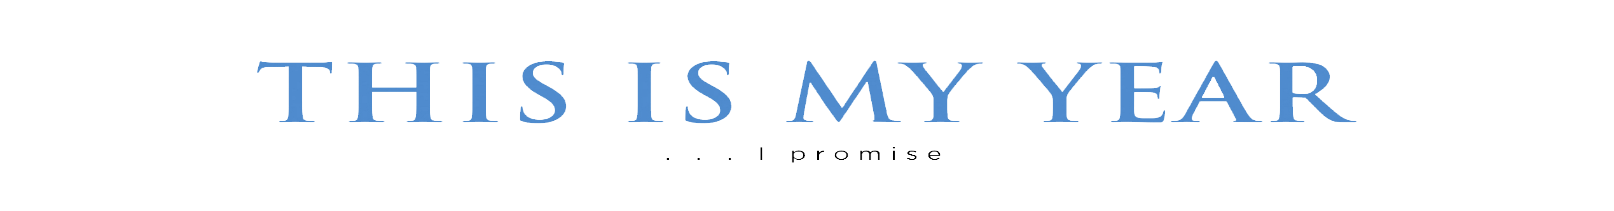 THIS IS MY YEAR
. . . I promise